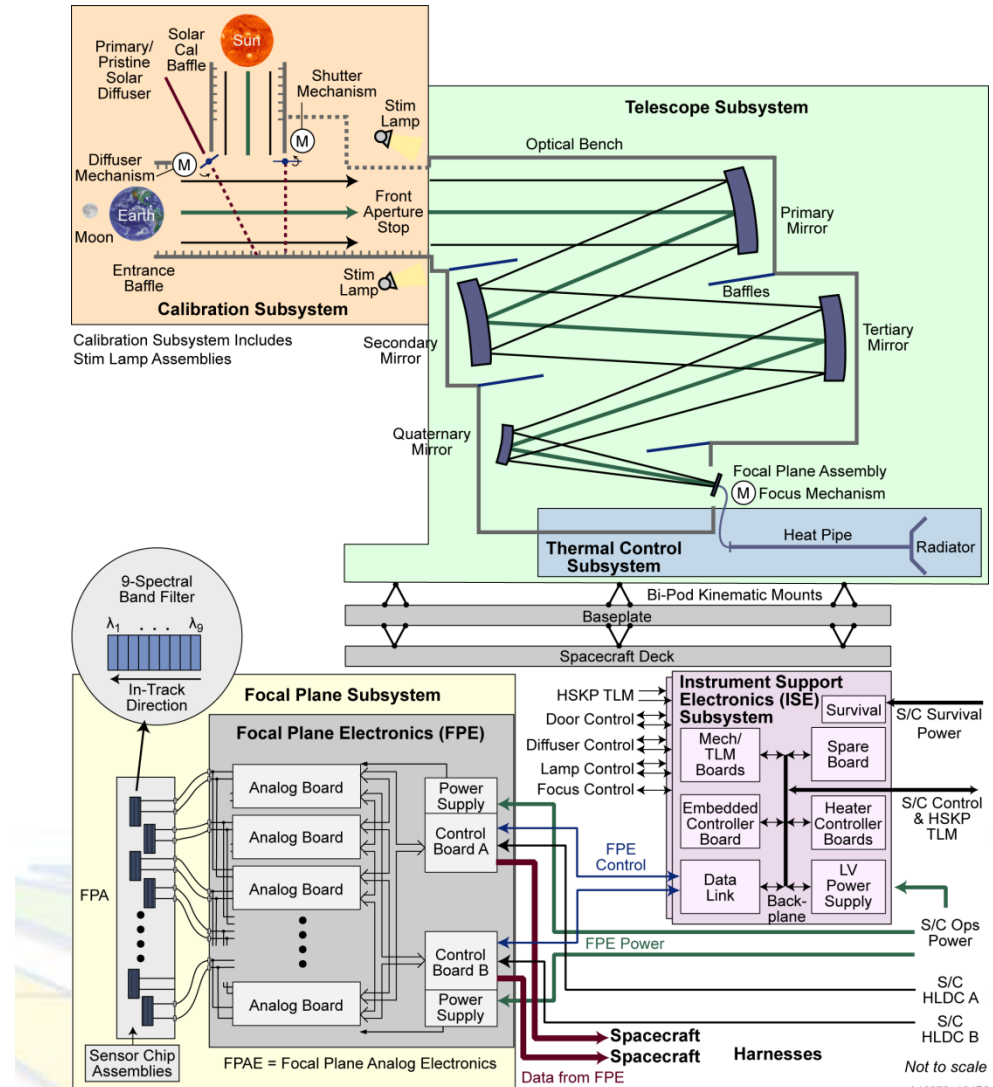 Solar
Cal
Baffle
Sun
Primary/
Pristine
Solar
Diffuser
Shutter
Mechanism
Stim
Lamp
Diffuser
Mechanism
M
M
Earth
Moon
Front
Aperture
Stop
Entrance
Baffle
Stim
Lamp
Calibration Subsystem
Calibration Subsystem Includes
Stim Lamp Assemblies
Telescope Subsystem
Optical Bench
Primary
Mirror
Baffles
Secondary
Mirror
Tertiary
Mirror
Quaternary
Mirror
Focal Plane Assembly
M Focus Mechanism
Thermal Control
Subsystem
Heat Pipe
Radiator
Bi-Pod Kinematic Mounts
Baseplate
Spacecraft Deck
9-Spectral
Band Filter
λ1 . . . λ9
In-Track
Direction
Focal Plane Subsystem
Focal Plane Electronics (FPE)
Analog Board
Analog Board
Analog Board
Analog Board
Power
Supply
Control
Board A
Control
Board B
Power
Supply
FPA
Sensor Chip
Assemblies
FPAE = Focal Plane Analog Electronics
HSKP TLM
Door Control
Diffuser Control
Lamp Control
Focus Control
FPE
Control
FPE Power
Instrument Support
Electronics (ISE)
Subsystem
Survival
Mech/
TLM
Boards
Spare
Board
Embedded
Controller
Board
Heater
Controller
Boards
Data
Link
LV
Power
Supply
Back-
plane
S/C Survival
Power
S/C Control
& HSKP
TLM
S/C Ops
Power
S/C
HLDC A
S/C
HLDC B
Spacecraft
Spacecraft
Data from FPE
Harnesses
Not to scale